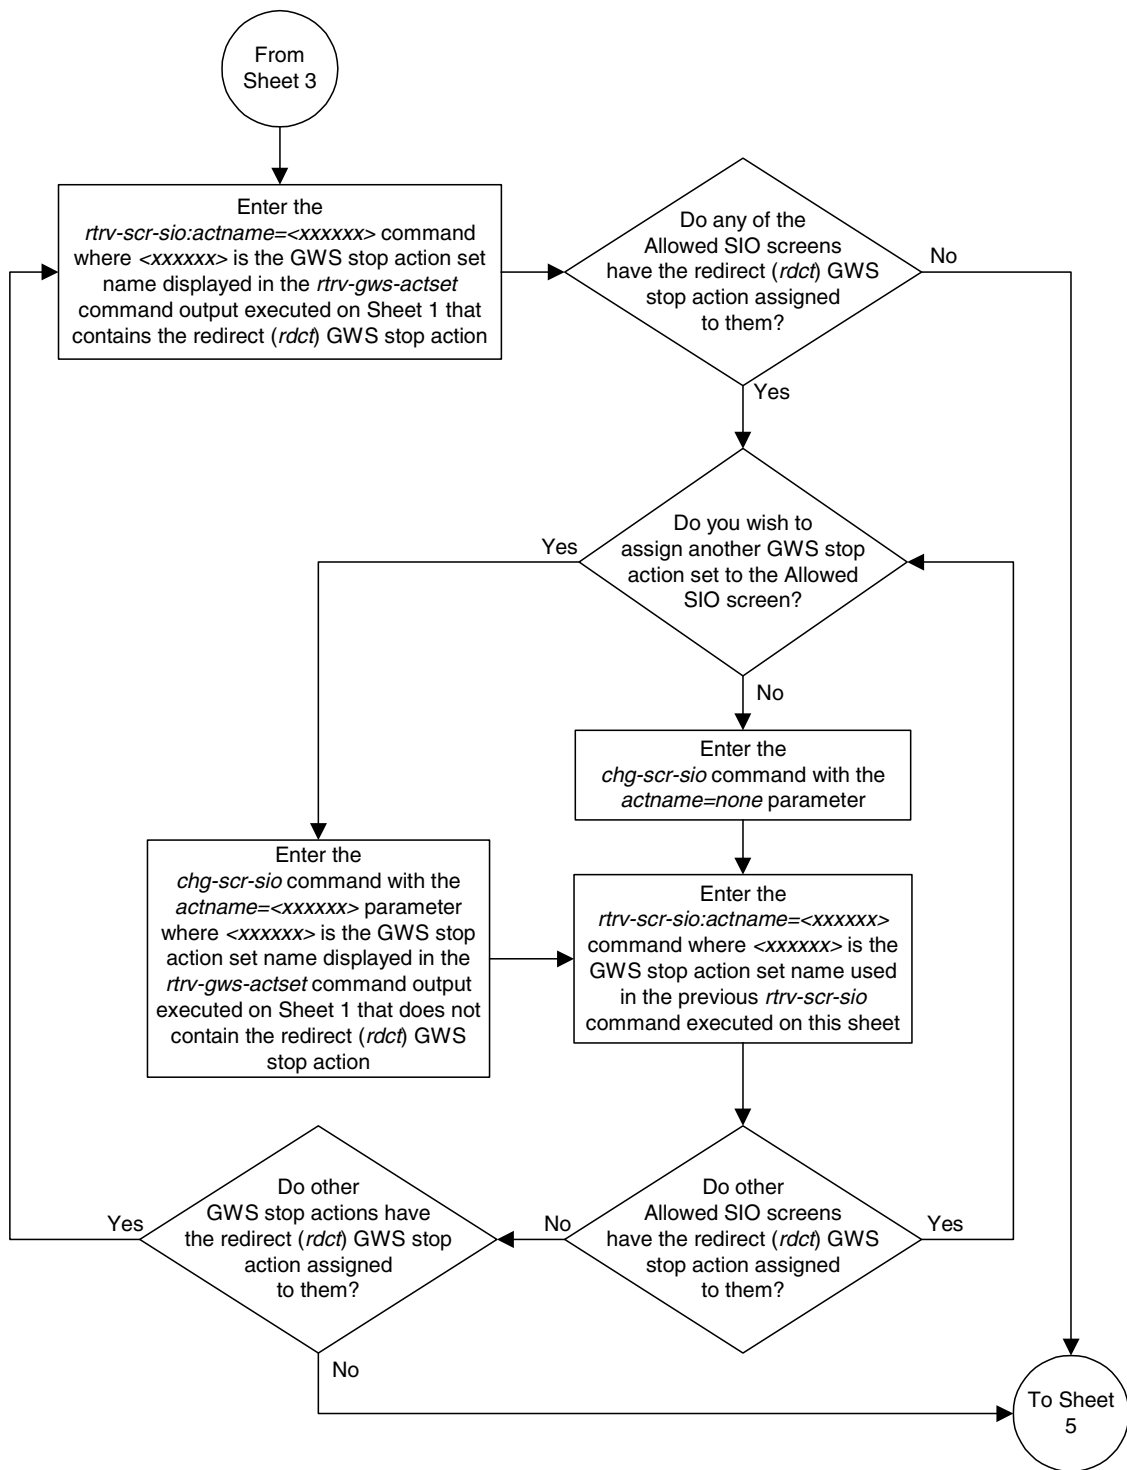 From
Sheet 3
Enter the
rtrv-scr-sio:actname=<xxxxxx> command
where <xxxxxx> is the GWS stop action set
name displayed in the rtrv-gws-actset
command output executed on Sheet 1 that
contains the redirect (rdct) GWS stop action
Do any of the
Allowed SIO screens
have the redirect (rdct) GWS
stop action assigned
to them?
No
Yes
Do you wish to
assign another GWS stop
action set to the Allowed
SIO screen?
Yes
No
Enter the
chg-scr-sio command with the
actname=none parameter
Enter the
chg-scr-sio command with the
actname=<xxxxxx> parameter
where <xxxxxx> is the GWS stop
action set name displayed in the
rtrv-gws-actset command output
executed on Sheet 1 that does not
contain the redirect (rdct) GWS
stop action
Enter the
rtrv-scr-sio:actname=<xxxxxx>
command where <xxxxxx> is the
GWS stop action set name used
in the previous rtrv-scr-sio
command executed on this sheet
Do other
Allowed SIO screens
have the redirect (rdct) GWS
stop action assigned
to them?
Yes
No
Do other
GWS stop actions have
the redirect (rdct) GWS stop
action assigned
to them?
Yes
No
To Sheet
5